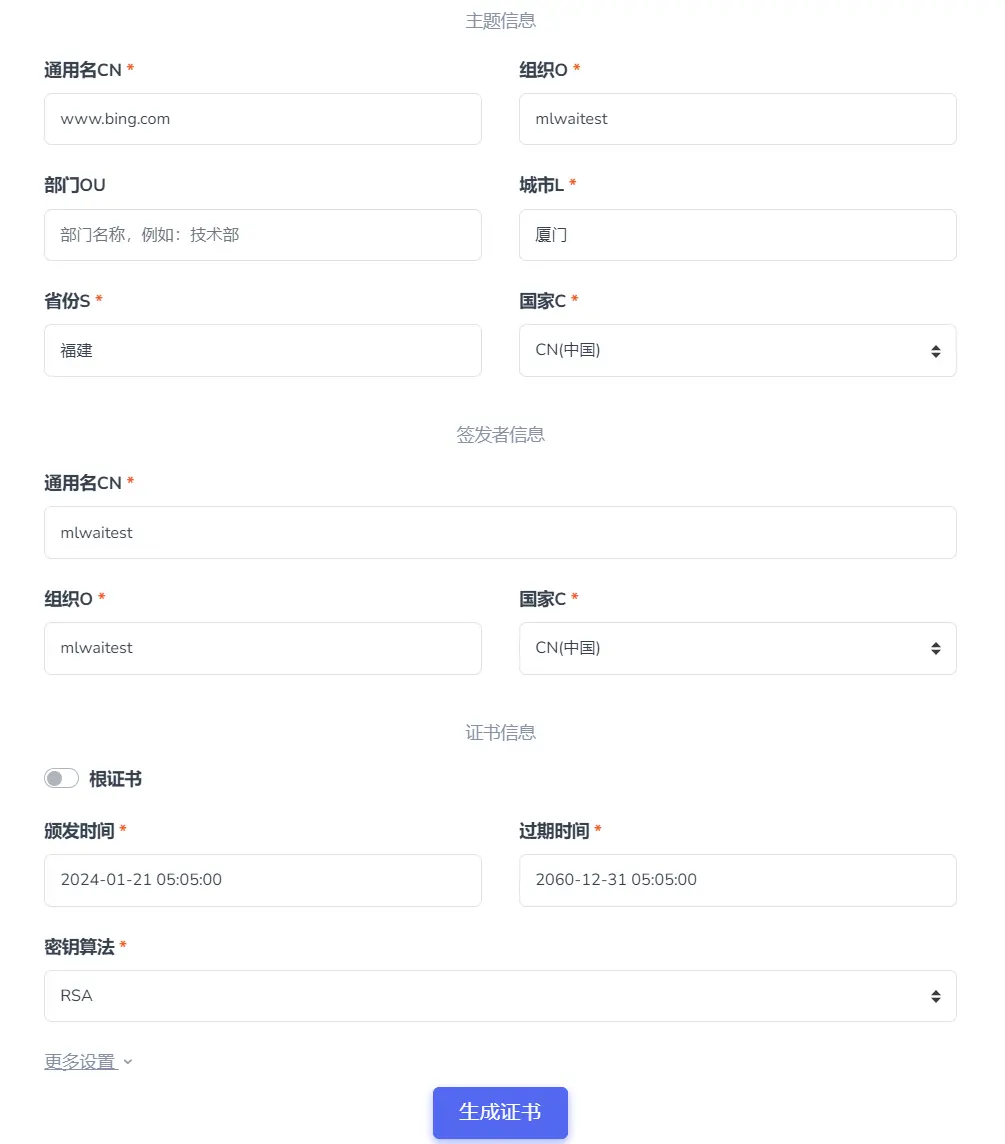 主题信息
通用名CN * 组织O *
www.bing.com mlwaitest
部门OU 城市L *
部门名称，例如：技术部 厦门
省份S * 国家C *
福建 CN(中国)
签发者信息
通用名CN *
mlwaitest
组织O * 国家C *
mlwaitest CN(中国)
证书信息
根证书
颁发时间 * 过期时间 *
2024-01-21 05:05:00 2060-12-31 05:05:00
密钥算法 *
RSA
更多设置
生成证书